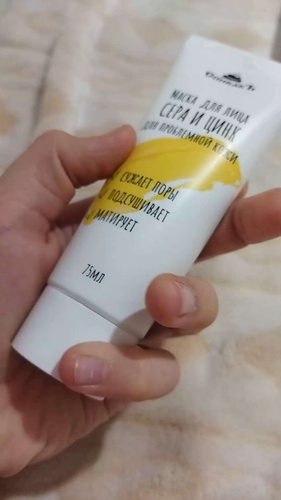 МАСКА ДЛЯ ЛИЦА
СЕРА И ЦИНК
ДЛЯ ПРОБЛЕМНОЙ КОЖИ
СУЖАЕТ ПОРЫ
ПОДСУШИВАЕТ
МАТИРУЕТ
75МЛ